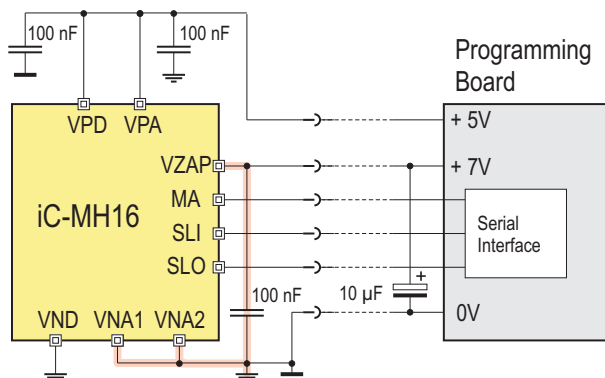 100 nF
100 nF
VPD
VPA
VZAP
MA
SLI
SLO
iC-MH16
VND
VNA1
VNA2
100 nF
10 µF
+
Programming
Board
+ 5V
+ 7V
Serial
Interface
0V